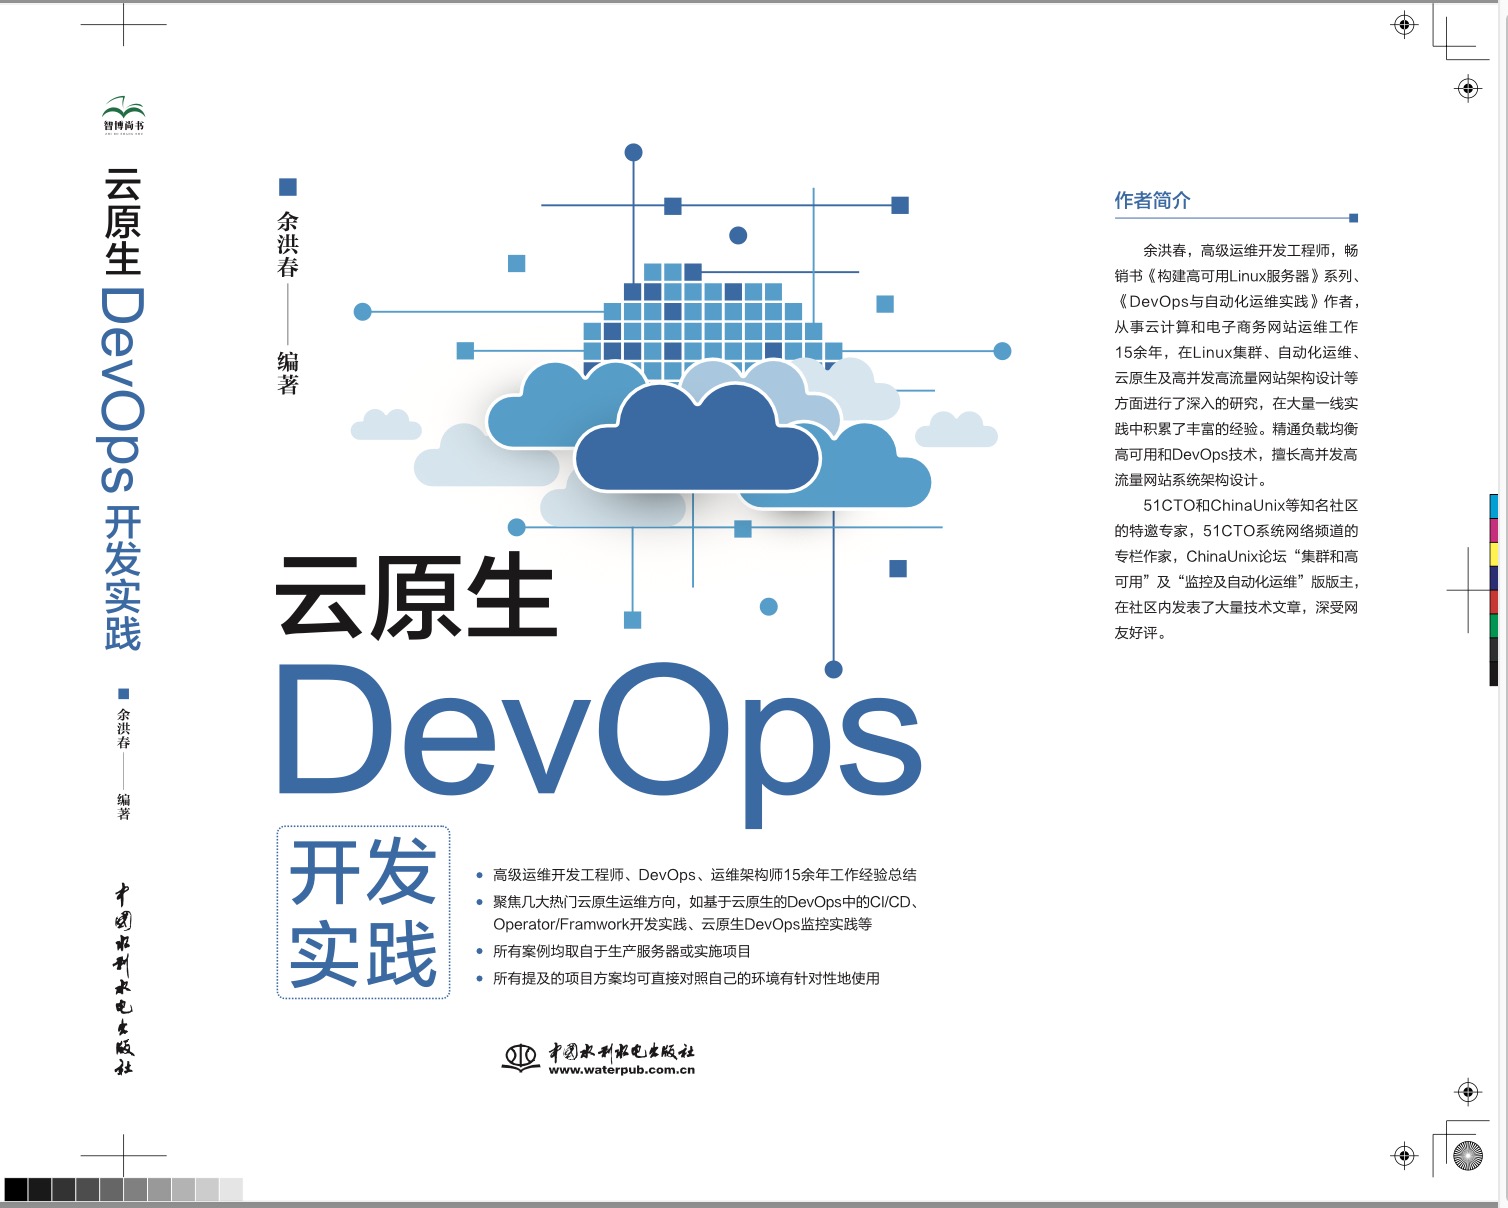 智博尚书
云原生DevOps开发实践
余洪春
编著
中国水利水电出版社
余洪春
编著
云原生
DevOps
开发
实践
高级运维开发工程师、DevOps、运维架构师15余年工作经验总结
聚焦几大热门云原生运维方向，如基于云原生的DevOps中的CI/CD、
Operator/Framwork开发实践、云原生DevOps监控实践等
所有案例均取自于生产服务器或实施项目
所有提及的项目方案均可直接对照自己的环境有针对性地使用
中国水利水电出版社
www.waterpub.com.cn
作者简介
余洪春，高级运维开发工程师，畅
销书《构建高可用Linux服务器》系列、
《DevOps与自动化运维实践》作者，
从事云计算和电子商务网站运维工作
15余年，在Linux集群、自动化运维、
云原生及高并发高流量网站架构设计等
方面进行了深入的研究，在大量一线实
践中积累了丰富的经验。精通负载均衡
高可用和DevOps技术，擅长高并发高
流量网站系统架构设计。
51CTO和ChinaUnix等知名社区
的特邀专家，51CTO系统网络频道的
专栏作家，ChinaUnix论坛“集群和高
可用”及“监控及自动化运维”版版主，
在社区内发表了大量技术文章，深受网
友好评。